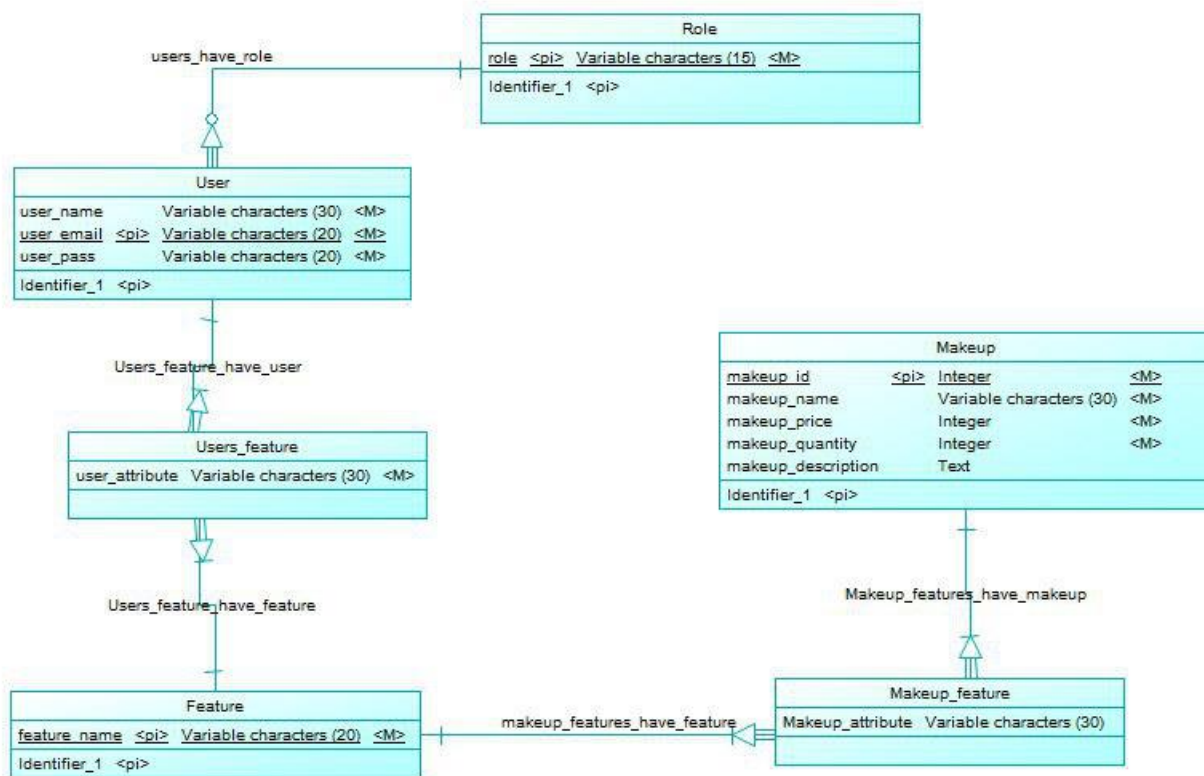 Role
role <pi> Variable characters (15) <M>
Identifier_1 <pi>
users_have_role
User
user_name Variable characters (30) <M>
user_email <pi> Variable characters (20) <M>
user_pass Variable characters (20) <M>
Identifier_1 <pi>
Users_feature_have_user
Users_feature
user_attribute Variable characters (30) <M>
Users_feature_have_feature
Feature
feature_name <pi> Variable characters (20) <M>
Identifier_1 <pi>
makeup_features_have_feature
Makeup
makeup_id <pi> Integer <M>
makeup_name Variable characters (30) <M>
makeup_price Integer <M>
makeup_quantity Integer <M>
makeup_description Text
Identifier_1 <pi>
Makeup_features_have_makeup
Makeup_feature
Makeup_attribute Variable characters (30)